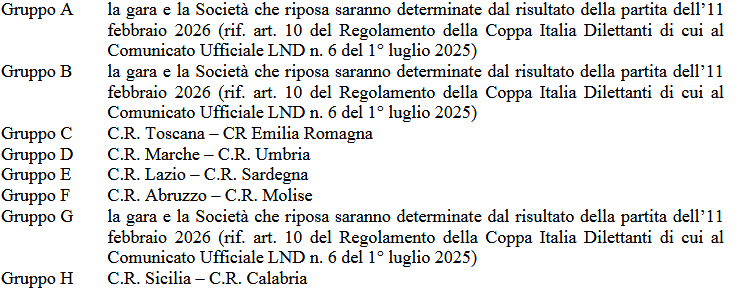 Gruppo A la gara e la Società che riposa saranno determinate dal risultato della partita dell’11
febbraio 2026 (rif. art. 10 del Regolamento della Coppa Italia Dilettanti di cui al
Comunicato Ufficiale LND n. 6 del 1° luglio 2025)
Gruppo B la gara e la Società che riposa saranno determinate dal risultato della partita dell’11
febbraio 2026 (rif. art. 10 del Regolamento della Coppa Italia Dilettanti di cui al
Comunicato Ufficiale LND n. 6 del 1° luglio 2025)
Gruppo C C.R. Toscana – CR Emilia Romagna
Gruppo D C.R. Marche – C.R. Umbria
Gruppo E C.R. Lazio – C.R. Sardegna
Gruppo F C.R. Abruzzo – C.R. Molise
Gruppo G la gara e la Società che riposa saranno determinate dal risultato della partita dell’11
febbraio 2026 (rif. art. 10 del Regolamento della Coppa Italia Dilettanti di cui al
Comunicato Ufficiale LND n. 6 del 1° luglio 2025)
Gruppo H C.R. Sicilia – C.R. Calabria